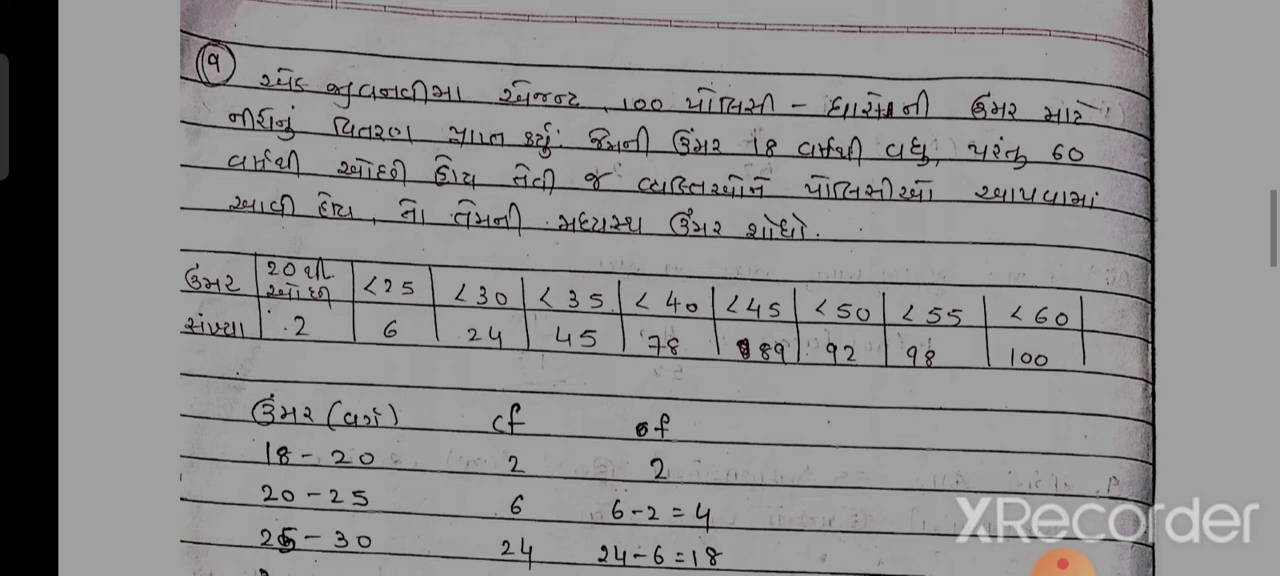 ૧ એક જીવનવીમા એજન્ટ, 100 પોલિસી - ધારકોની ઉંમર માટે
નીચેનું વિતરણ પ્રાપ્ત કર્યું. જેમની ઉંમર 18 વર્ષથી વધુ, પરંતુ 60
વર્ષથી ઓછી હોય તેવી જ વ્યક્તિઓને પોલિસીઓ આપવામાં
આવી હોય, તો તેમની મધ્યસ્થ ઉંમર શોધો.
ઉંમર 20થી ઓછી <25 <30 <35 <40 <45 <50 <55 <60
સંખ્યા 2 6 24 45 78 89 92 98 100
ઉંમર (વર્ગ) cf f
18-20 2 2
20-25 6 6-2=4
25-30 24 24-6=18
XRecorder